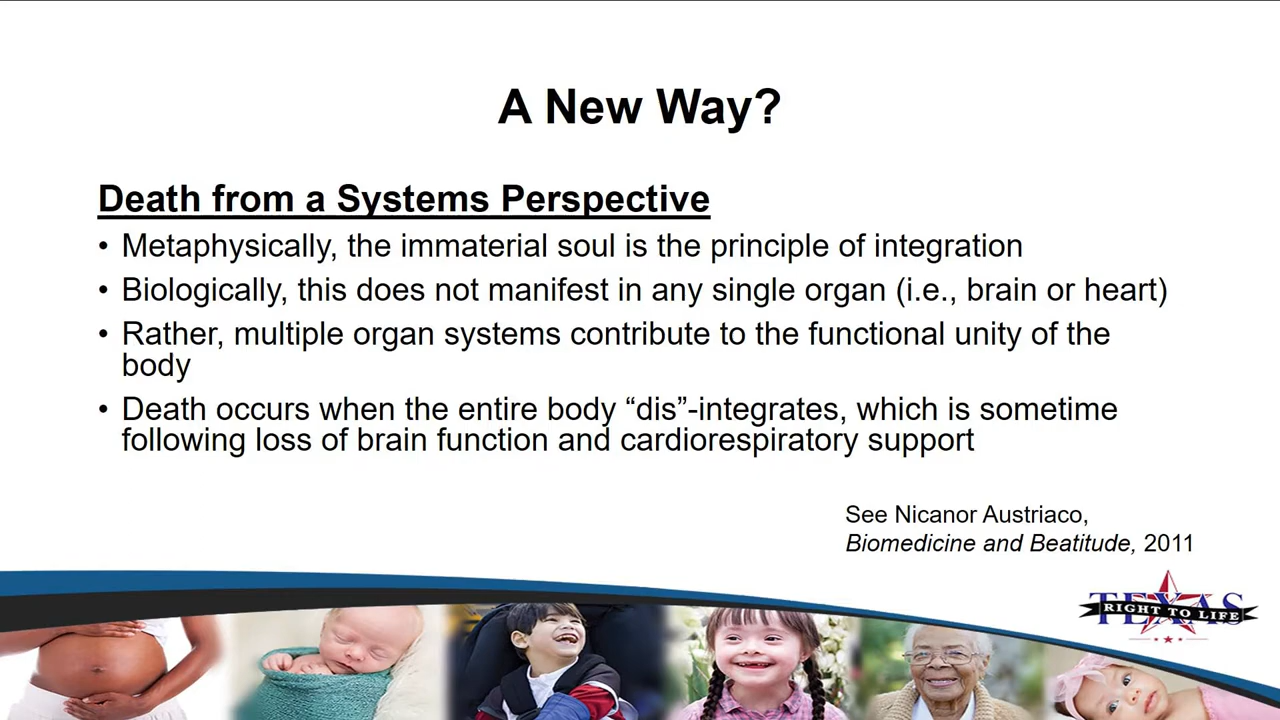 A New Way?
Death from a Systems Perspective
• Metaphysically, the immaterial soul is the principle of integration
• Biologically, this does not manifest in any single organ (i.e., brain or heart)
• Rather, multiple organ systems contribute to the functional unity of the
body
• Death occurs when the entire body “dis”-integrates, which is sometime
following loss of brain function and cardiorespiratory support
See Nicanor Austriaco,
Biomedicine and Beatitude, 2011
TEXAS
RIGHT TO LIFE